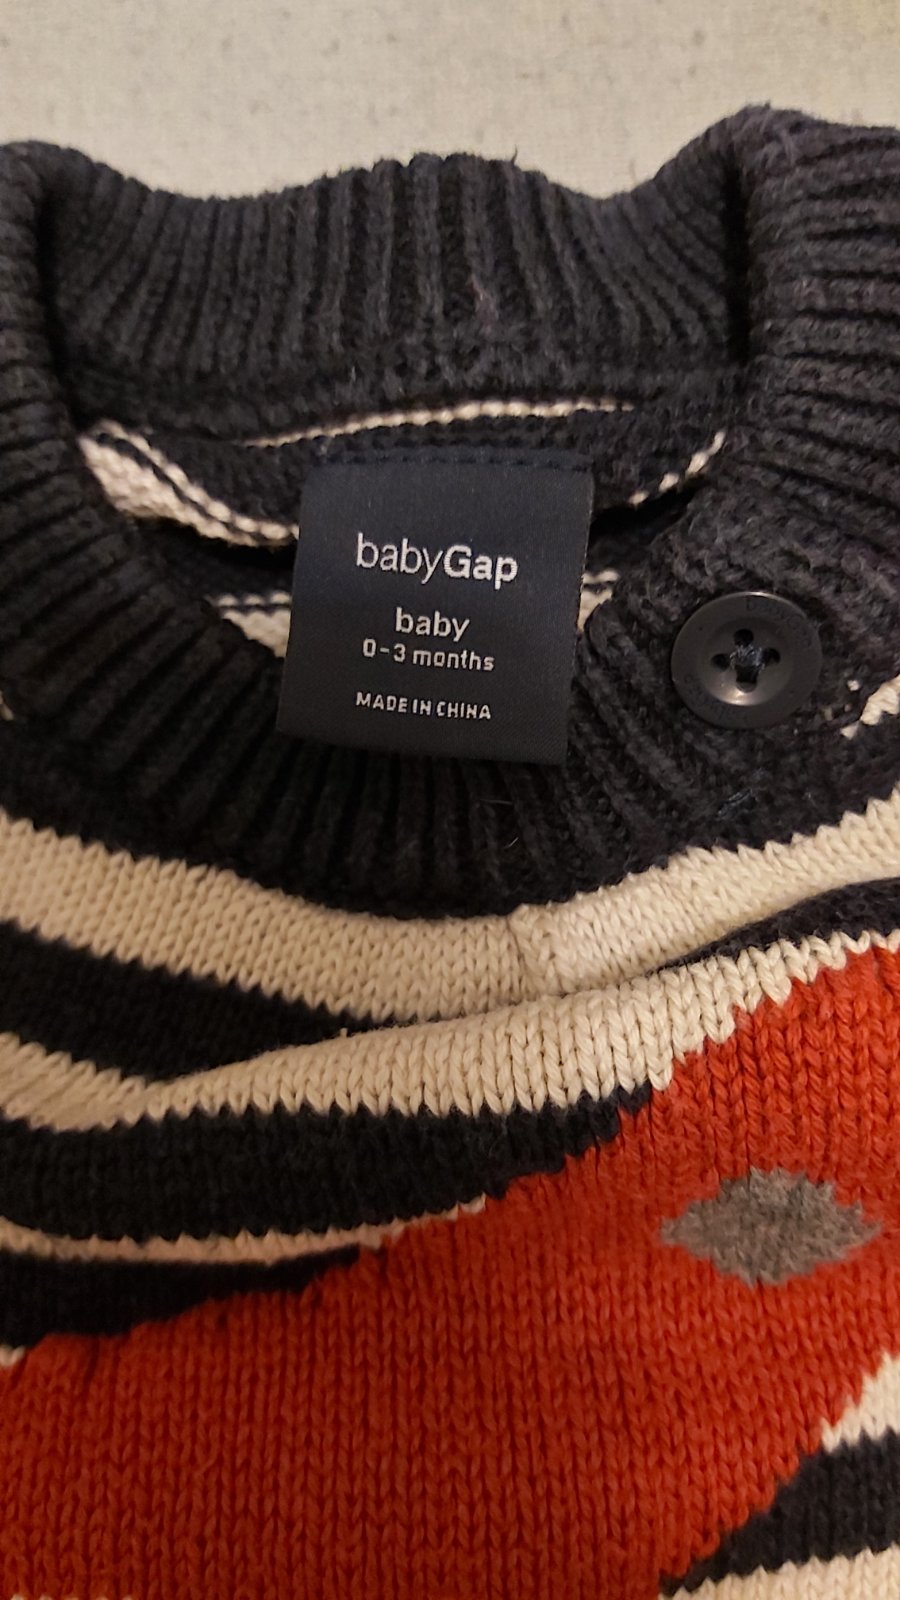 babyGap
baby
0-3 months
MADE IN CHINA